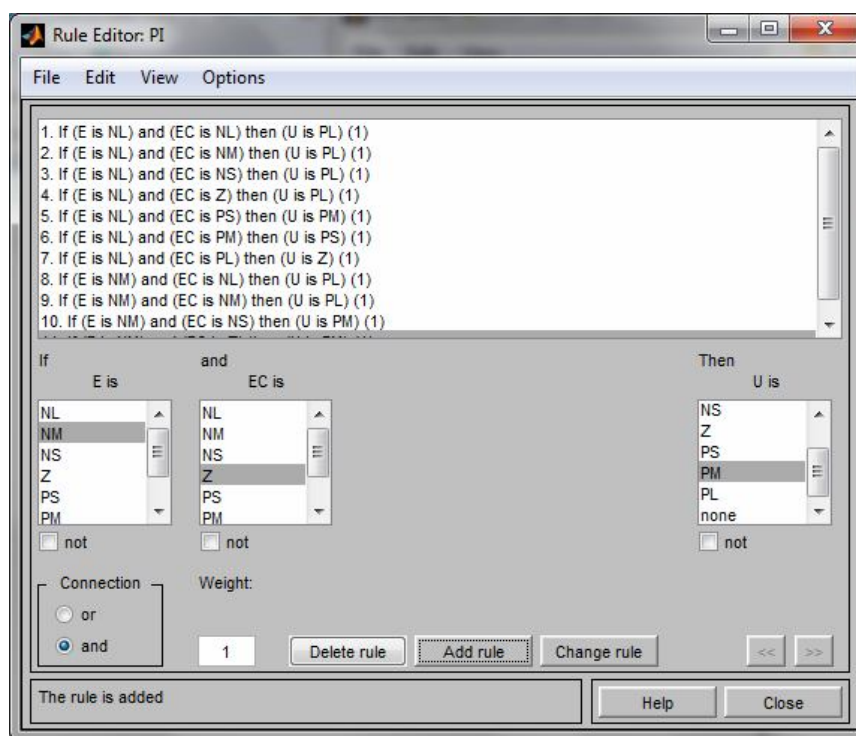 Rule Editor: PI
File Edit View Options
1. If (E is NL) and (EC is NL) then (U is PL) (1)
2. If (E is NL) and (EC is NM) then (U is PL) (1)
3. If (E is NL) and (EC is NS) then (U is PL) (1)
4. If (E is NL) and (EC is Z) then (U is PL) (1)
5. If (E is NL) and (EC is PS) then (U is PM) (1)
6. If (E is NL) and (EC is PM) then (U is PS) (1)
7. If (E is NL) and (EC is PL) then (U is Z) (1)
8. If (E is NM) and (EC is NL) then (U is PL) (1)
9. If (E is NM) and (EC is NM) then (U is PL) (1)
10. If (E is NM) and (EC is NS) then (U is PM) (1)
If and Then
E is EC is U is
NL
NM
NS
Z
PS
PM
NL
NM
NS
Z
PS
PM
NS
Z
PS
PM
PL
none
not not not
Connection
or
and
Weight:
1 Delete rule Add rule Change rule << >>
The rule is added
Help Close